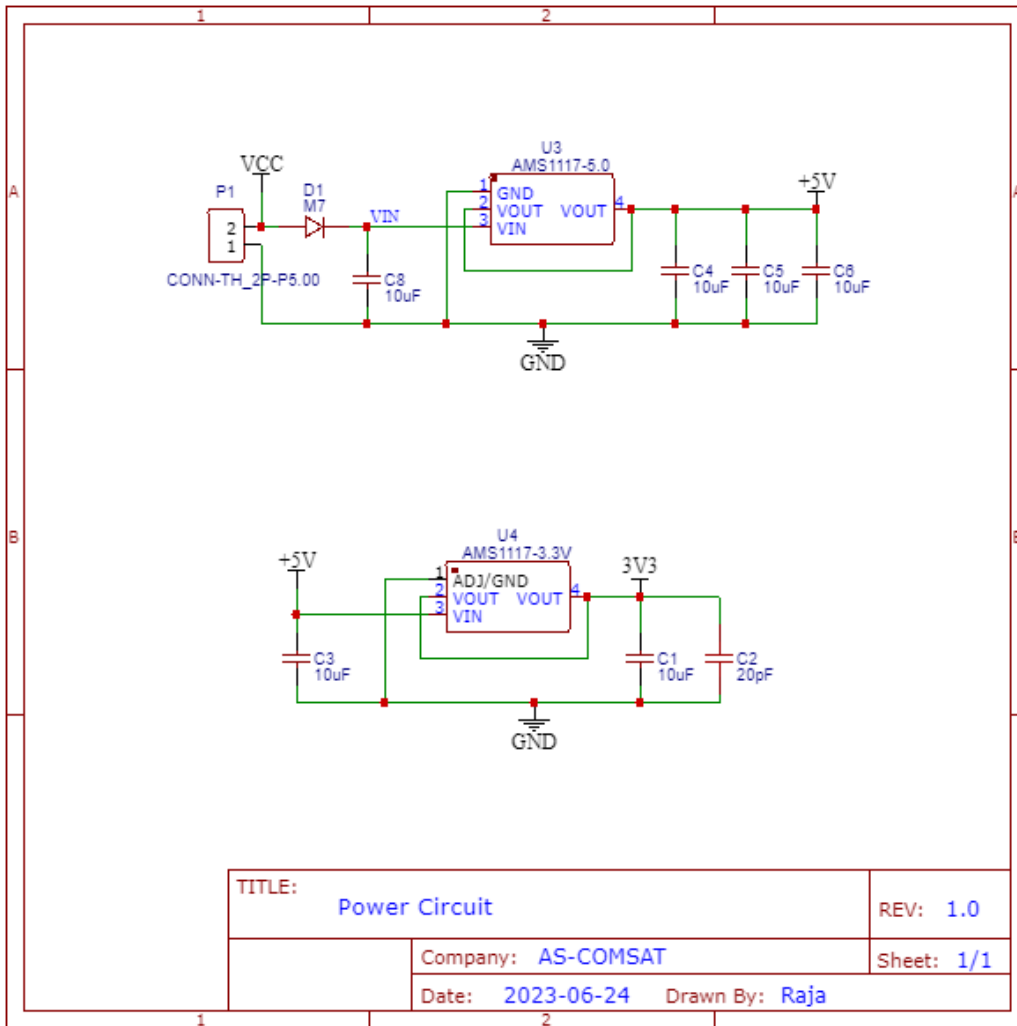 1
2
A
A
U3
AMS1117-5.0
VCC
+5V
P1
D1
M7
1
GND
2
VOUT
VOUT
4
3
VIN
VIN
2
1
CONN-TH_2P-P5.00
C8
10uF
C4
10uF
C5
10uF
C6
10uF
GND
B
U4
AMS1117-3.3V
+5V
3V3
1
ADJ/GND
2
VOUT
VOUT
4
3
VIN
C3
10uF
C1
10uF
C2
20pF
GND
TITLE:
Power Circuit
REV: 1.0
Company: AS-COMSAT
Sheet: 1/1
Date: 2023-06-24 Drawn By: Raja
1
2